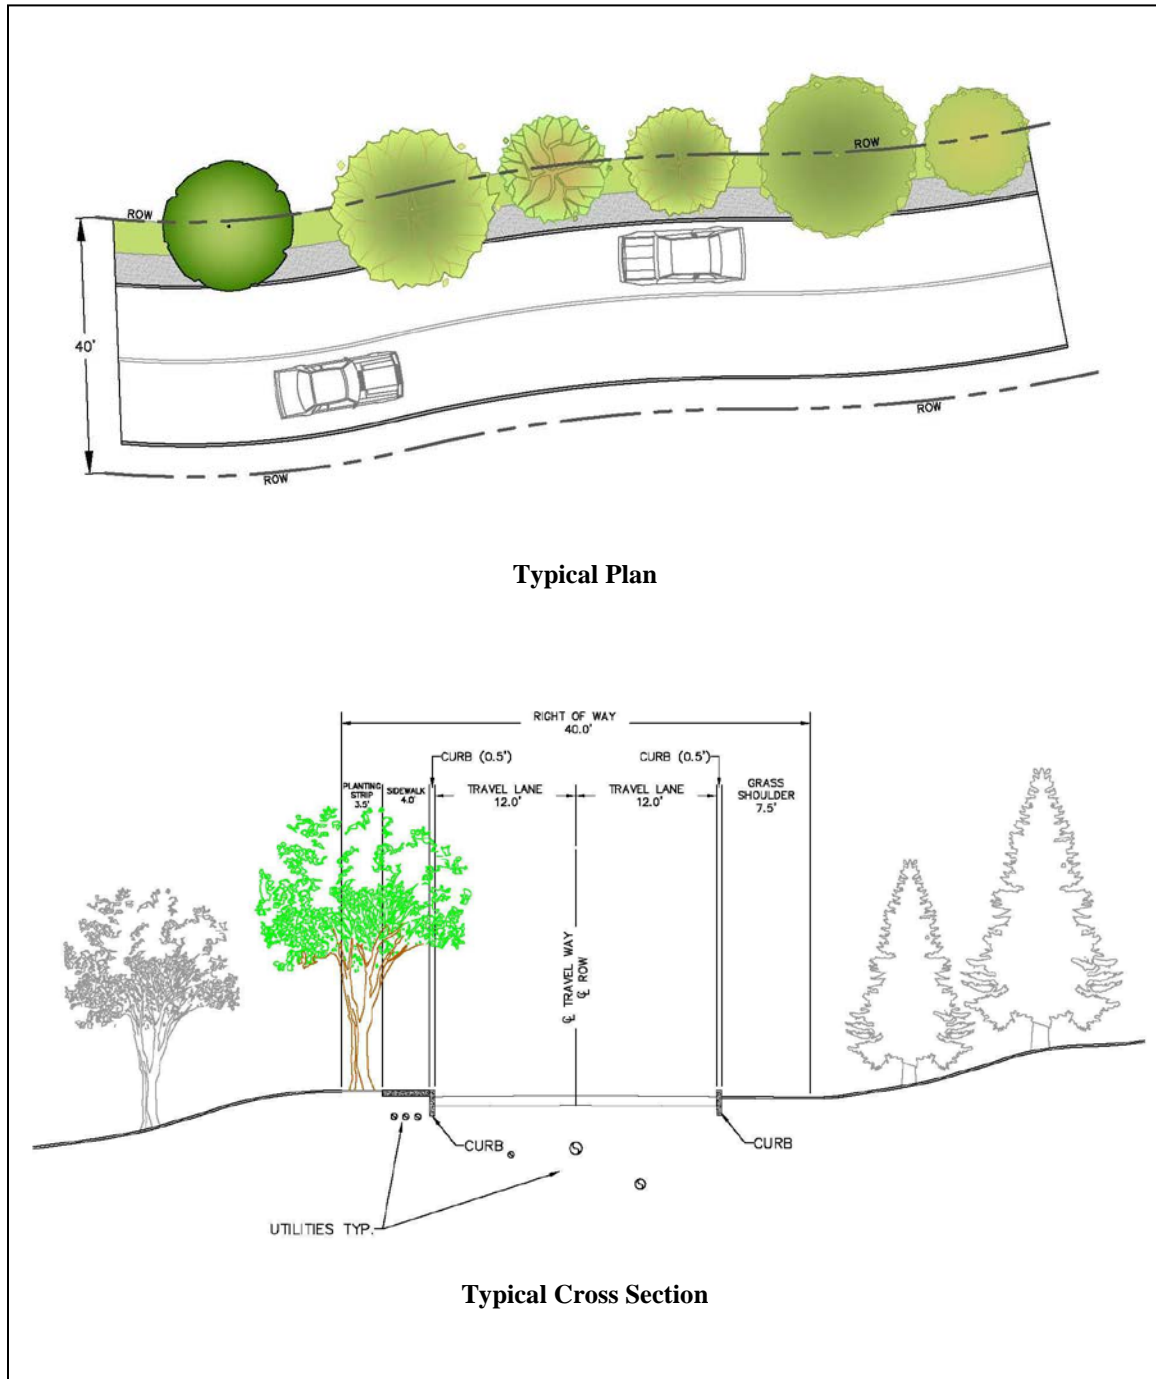 ROW
ROW
40'
ROW
ROW
Typical Plan
RIGHT OF WAY
40.0'
CURB (0.5')
CURB (0.5')
PLANTING
STRIP
3.5'
SIDEWALK
4.0'
TRAVEL LANE
12.0'
TRAVEL LANE
12.0'
GRASS
SHOULDER
7.5'
℄ TRAVEL WAY
℄ ROW
CURB
CURB
UTILITIES TYP.
Typical Cross Section